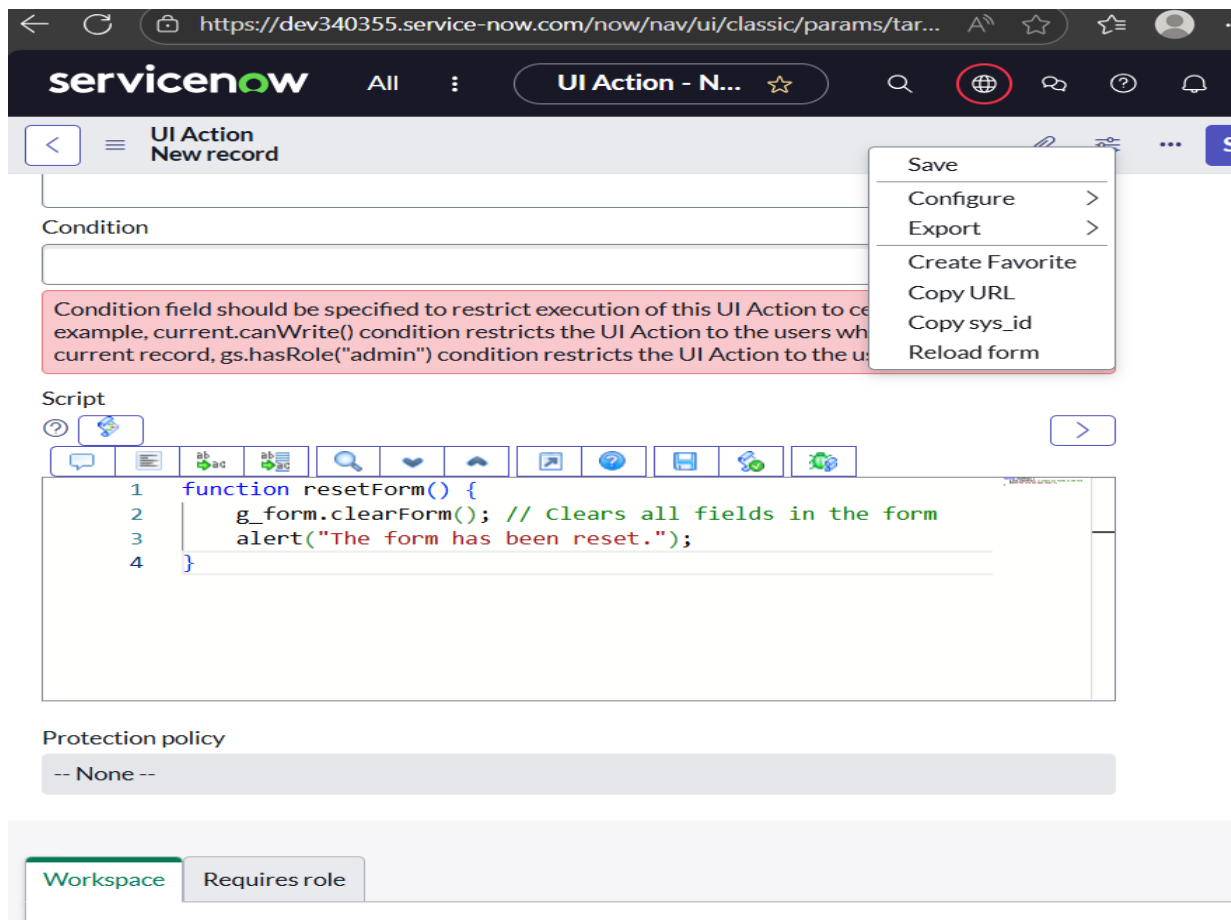 https://dev340355.service-now.com/now/nav/ui/classic/params/tar...
servicenow All UI Action - N...
UI Action
New record
S
Save
Configure
Export
Create Favorite
Copy URL
Copy sys_id
Reload form
Condition
Condition field should be specified to restrict execution of this UI Action to ce
example, current.canWrite() condition restricts the UI Action to the users wh
current record, gs.hasRole("admin") condition restricts the UI Action to the u
Script
1 function resetForm() {
2 g_form.clearForm(); // Clears all fields in the form
3 alert("The form has been reset.");
4 }
Protection policy
-- None --
Workspace Requires role